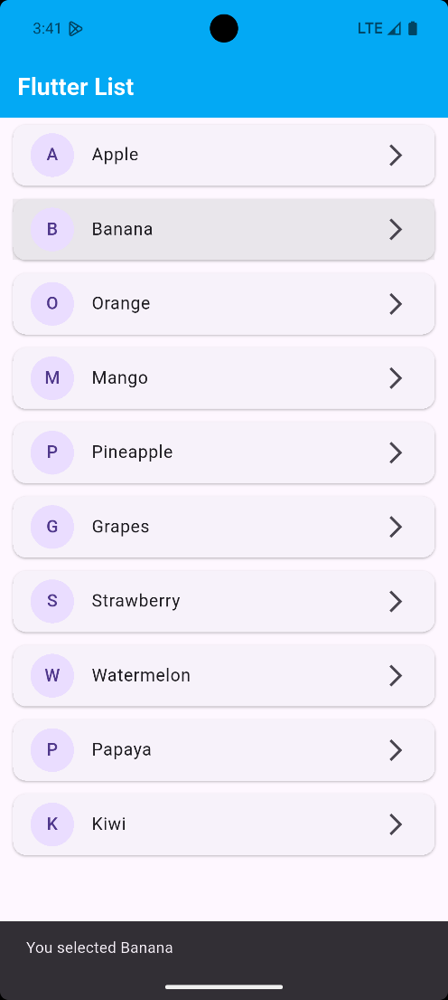 3:41 LTE
Flutter List
A Apple
B Banana
O Orange
M Mango
P Pineapple
G Grapes
S Strawberry
W Watermelon
P Papaya
K Kiwi
You selected Banana